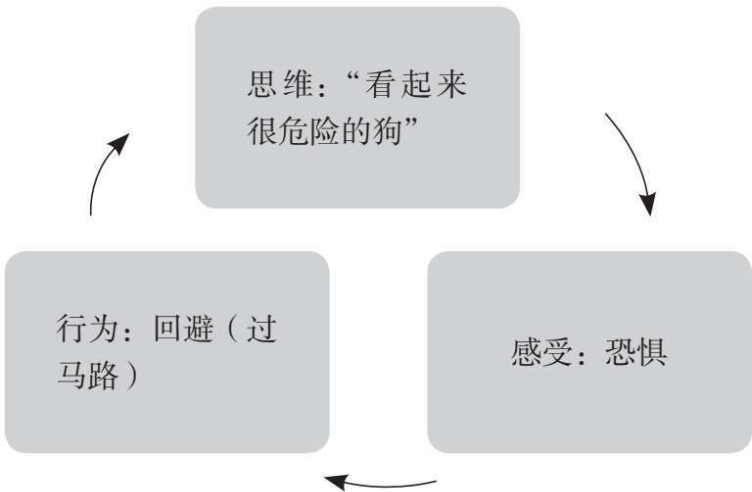 思维：“看起来
很危险的狗”
行为：回避（过
马路）
感受：恐惧